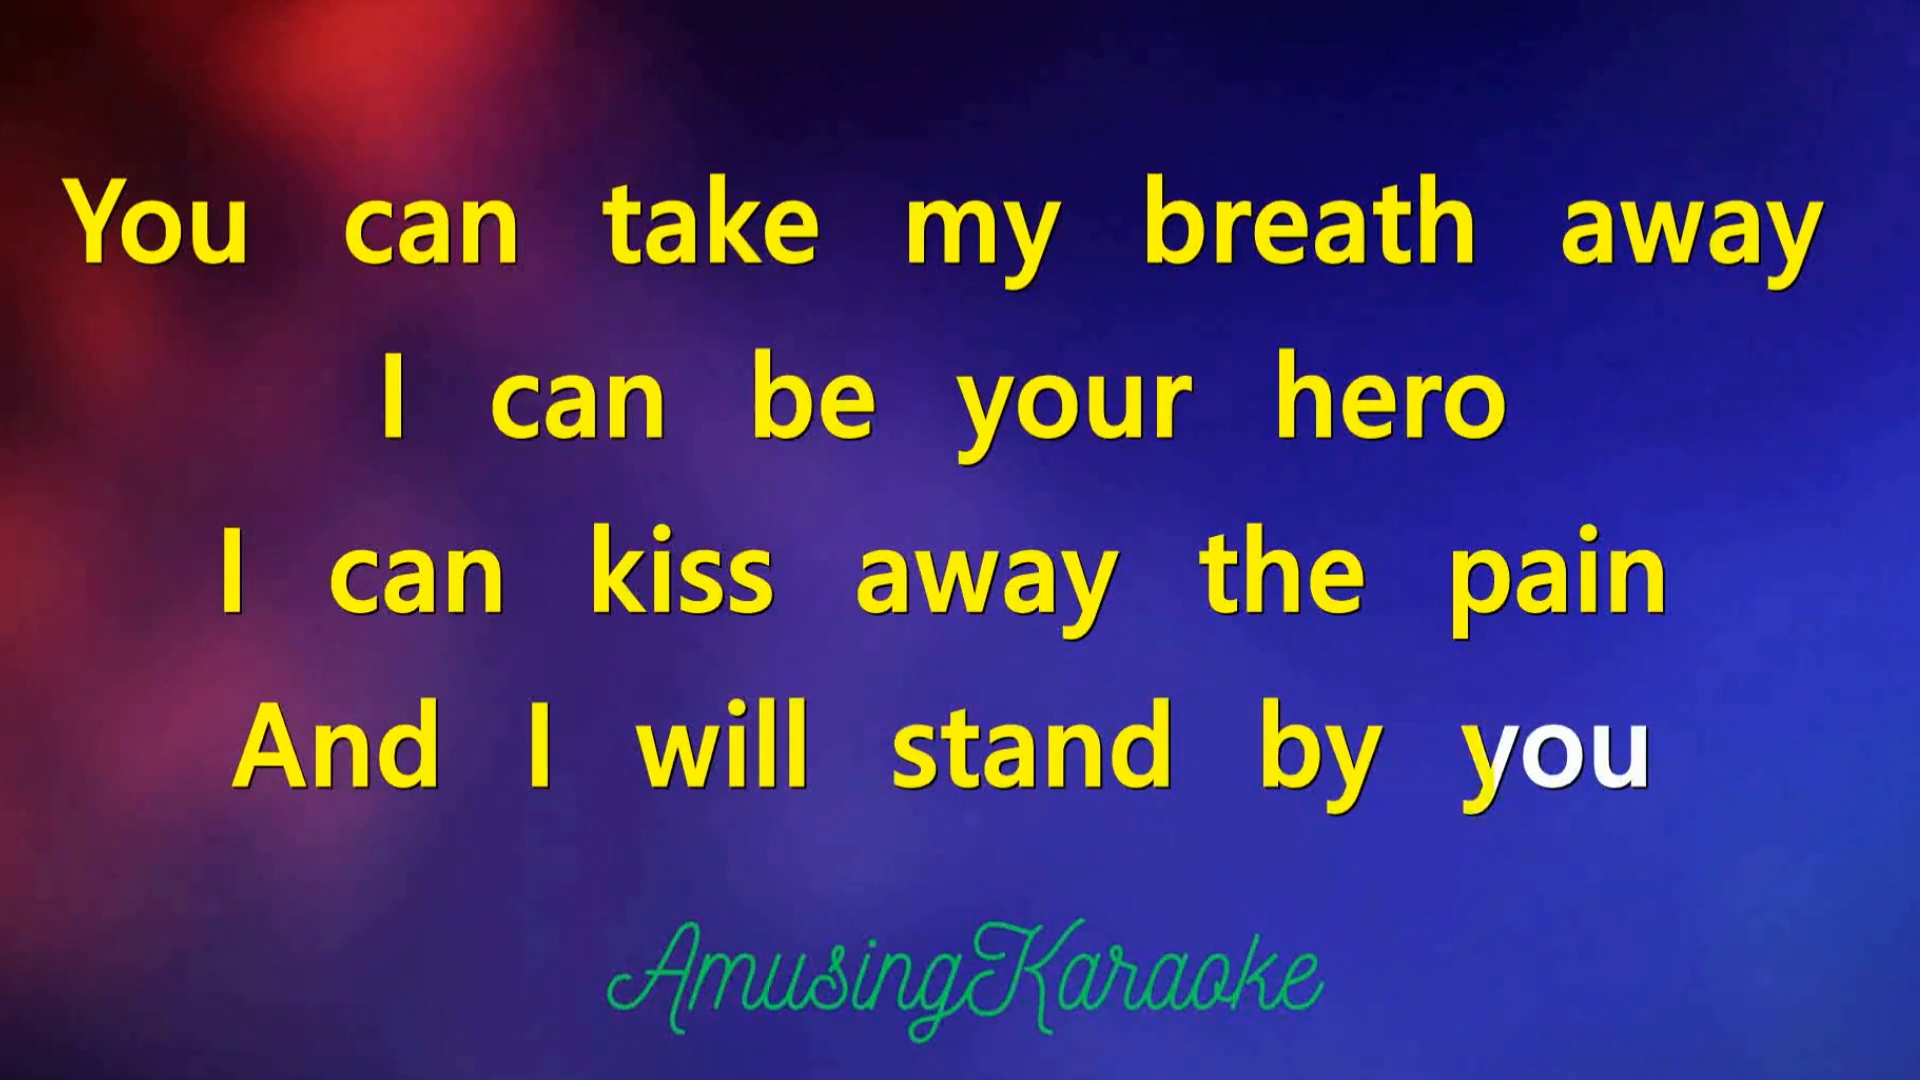 You can take my breath away
I can be your hero
I can kiss away the pain
And I will stand by you
AmusingKaraoke